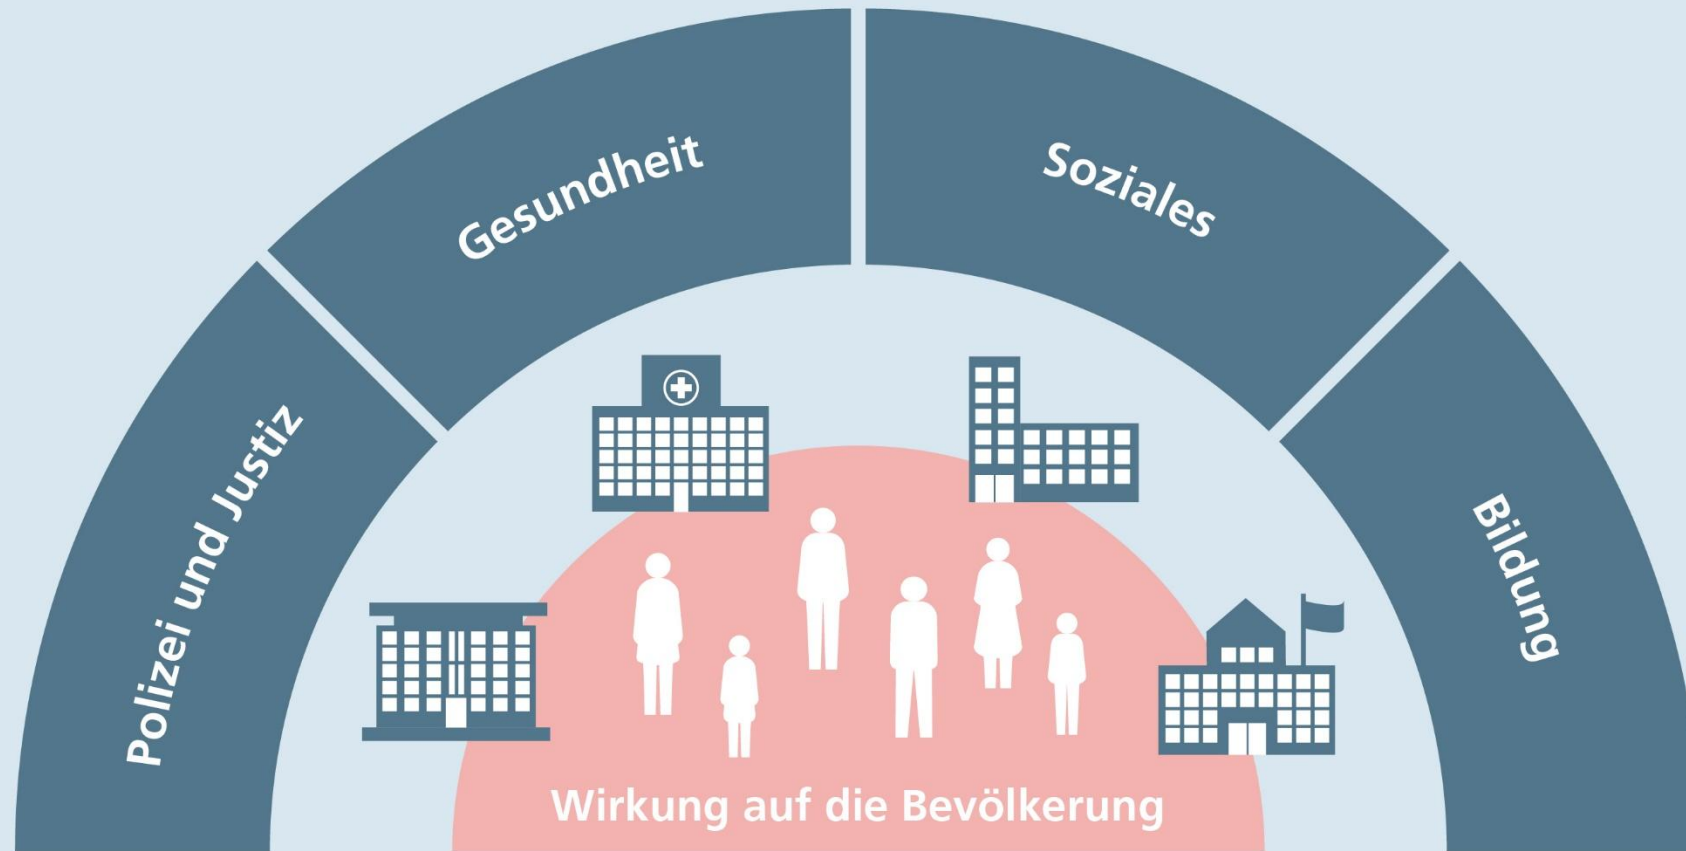 Polizei und Justiz
Gesundheit
Soziales
Bildung
Wirkung auf die Bevölkerung